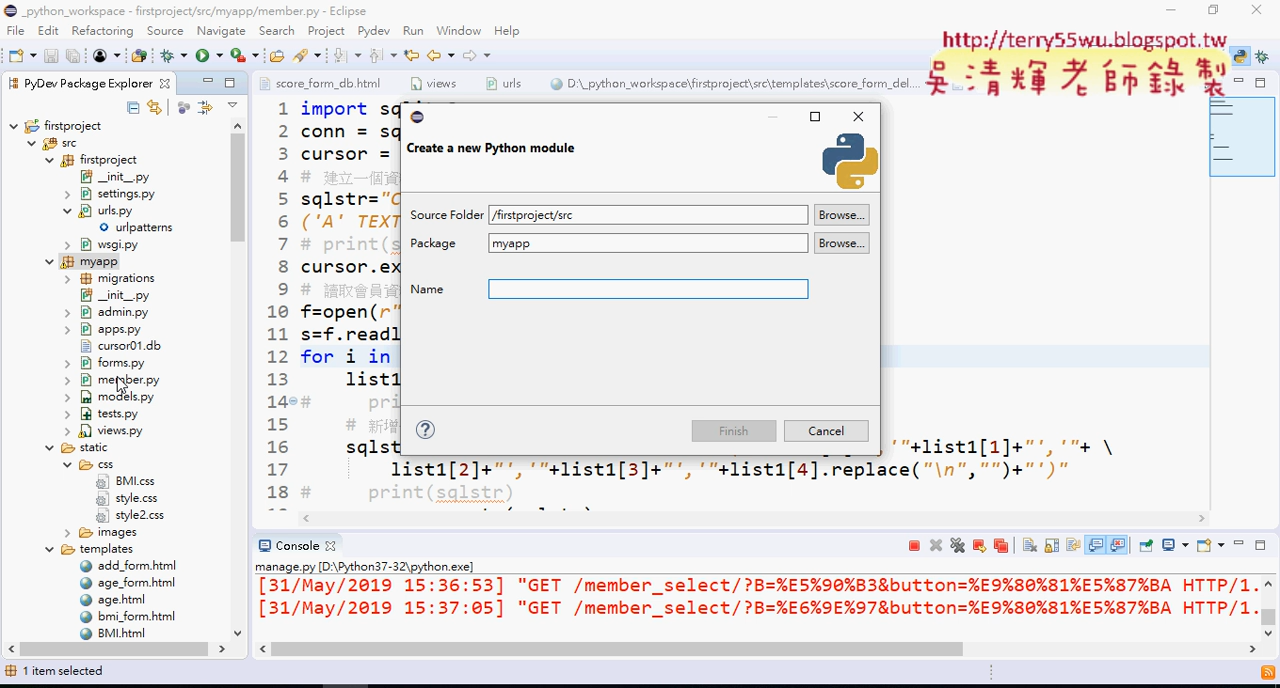 _python_workspace - firstproject/src/myapp/member.py - Eclipse
File Edit Refactoring Source Navigate Search Project Pydev Run Window Help
http://terry55wu.blogspot.tw
吳清輝老師錄製
PyDev Package Explorer
score_form_db.html views urls D:\_python_workspace\firstproject\src\templates\score_form_del....
firstproject
src
firstproject
__init__.py
settings.py
urls.py
urlpatterns
wsgi.py
myapp
migrations
__init__.py
admin.py
apps.py
cursor01.db
forms.py
member.py
models.py
tests.py
views.py
static
css
BMI.css
style.css
style2.css
images
templates
add_form.html
age_form.html
age.html
bmi_form.html
BMI.html
1 import
2 conn = sq
3 cursor =
4 # 建立一個資
5 sqlstr="C
6 ('A' TEXT
7 # print(s
8 cursor.ex
9 # 讀取會員資
10 f=open(r"
11 s=f.readl
12 for i in
13 list1
14 # pri
15 # 新增
16 sqlst '"+list1[1]+"','"+ \
17 list1[2]+"','"+list1[3]+"','"+list1[4].replace("\n","")+"')"
18 # print(sqlstr)
Create a new Python module
Source Folder /firstproject/src Browse...
Package myapp Browse...
Name
Finish Cancel
Console
manage.py [D:\Python37-32\python.exe]
[31/May/2019 15:36:53] "GET /member_select/?B=%E5%90%B3&button=%E9%80%81%E5%87%BA HTTP/1.
[31/May/2019 15:37:05] "GET /member_select/?B=%E6%9E%97&button=%E9%80%81%E5%87%BA HTTP/1.
1 item selected